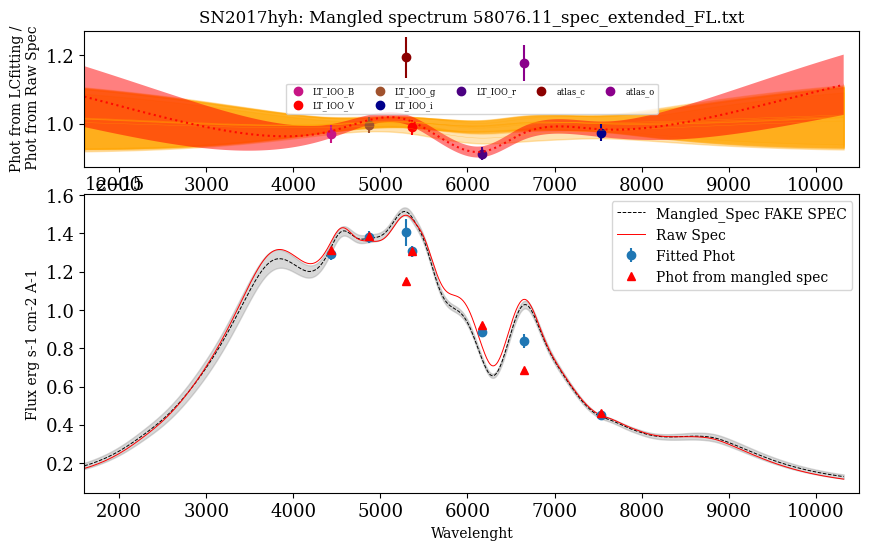 SN2017hyh: Mangled spectrum 58076.11_spec_extended_FL.txt
Phot from LCfitting /
Phot from Raw Spec
1.2
1.0
LT_IOO_B
LT_IOO_g
LT_IOO_r
atlas_c
atlas_o
LT_IOO_V
LT_IOO_i
2000 3000 4000 5000 6000 7000 8000 9000 10000
1e−15
Flux erg s-1 cm-2 A-1
1.6
1.4
1.2
1.0
0.8
0.6
0.4
0.2
Mangled_Spec FAKE SPEC
Raw Spec
Fitted Phot
Phot from mangled spec
2000 3000 4000 5000 6000 7000 8000 9000 10000
Wavelenght